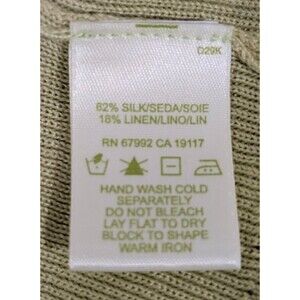 D29K
82% SILK/SEDA/SOIE
18% LINEN/LINO/LIN
RN 67992 CA 19117
HAND WASH COLD
SEPARATELY
DO NOT BLEACH
LAY FLAT TO DRY
BLOCK TO SHAPE
WARM IRON